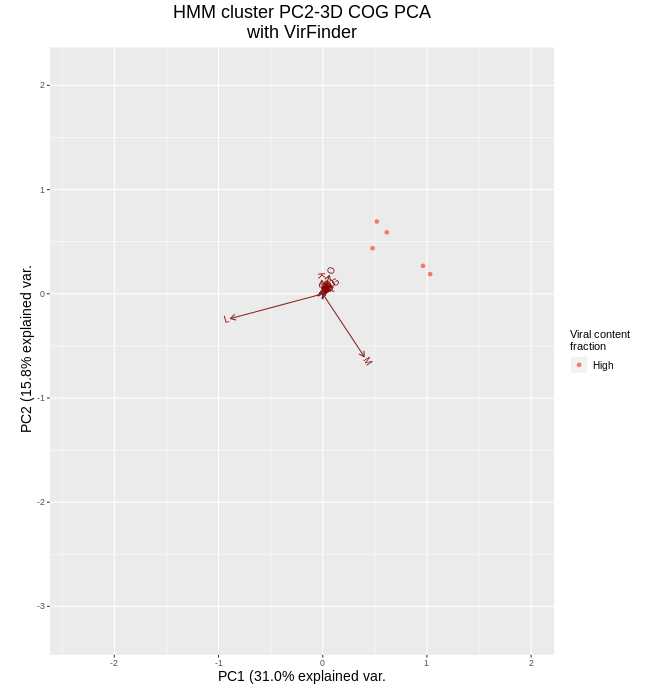 HMM cluster PC2-3D COG PCA
with VirFinder
2
1
0
-1
-2
-3
PC2 (15.8% explained var.
L
M
K
O
G
-2
-1
0
1
2
PC1 (31.0% explained var.
Viral content
fraction
High